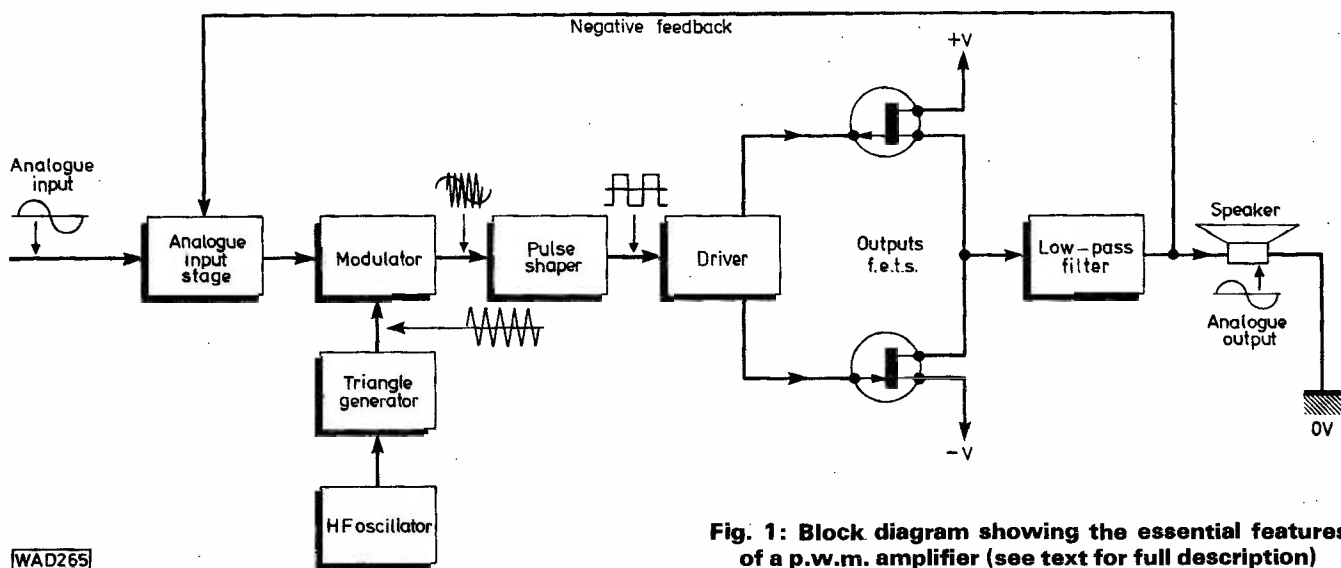 Negative feedback
+V
Analogue
input
Analogue
input
stage
Modulator
Pulse
shaper
Driver
Outputs
f.e.t.s.
Low-pass
filter
Speaker
Analogue
output
Triangle
generator
-V
0V
HF oscillator
Fig. 1: Block diagram showing the essential features
of a p.w.m. amplifier (see text for full description)
WAD265